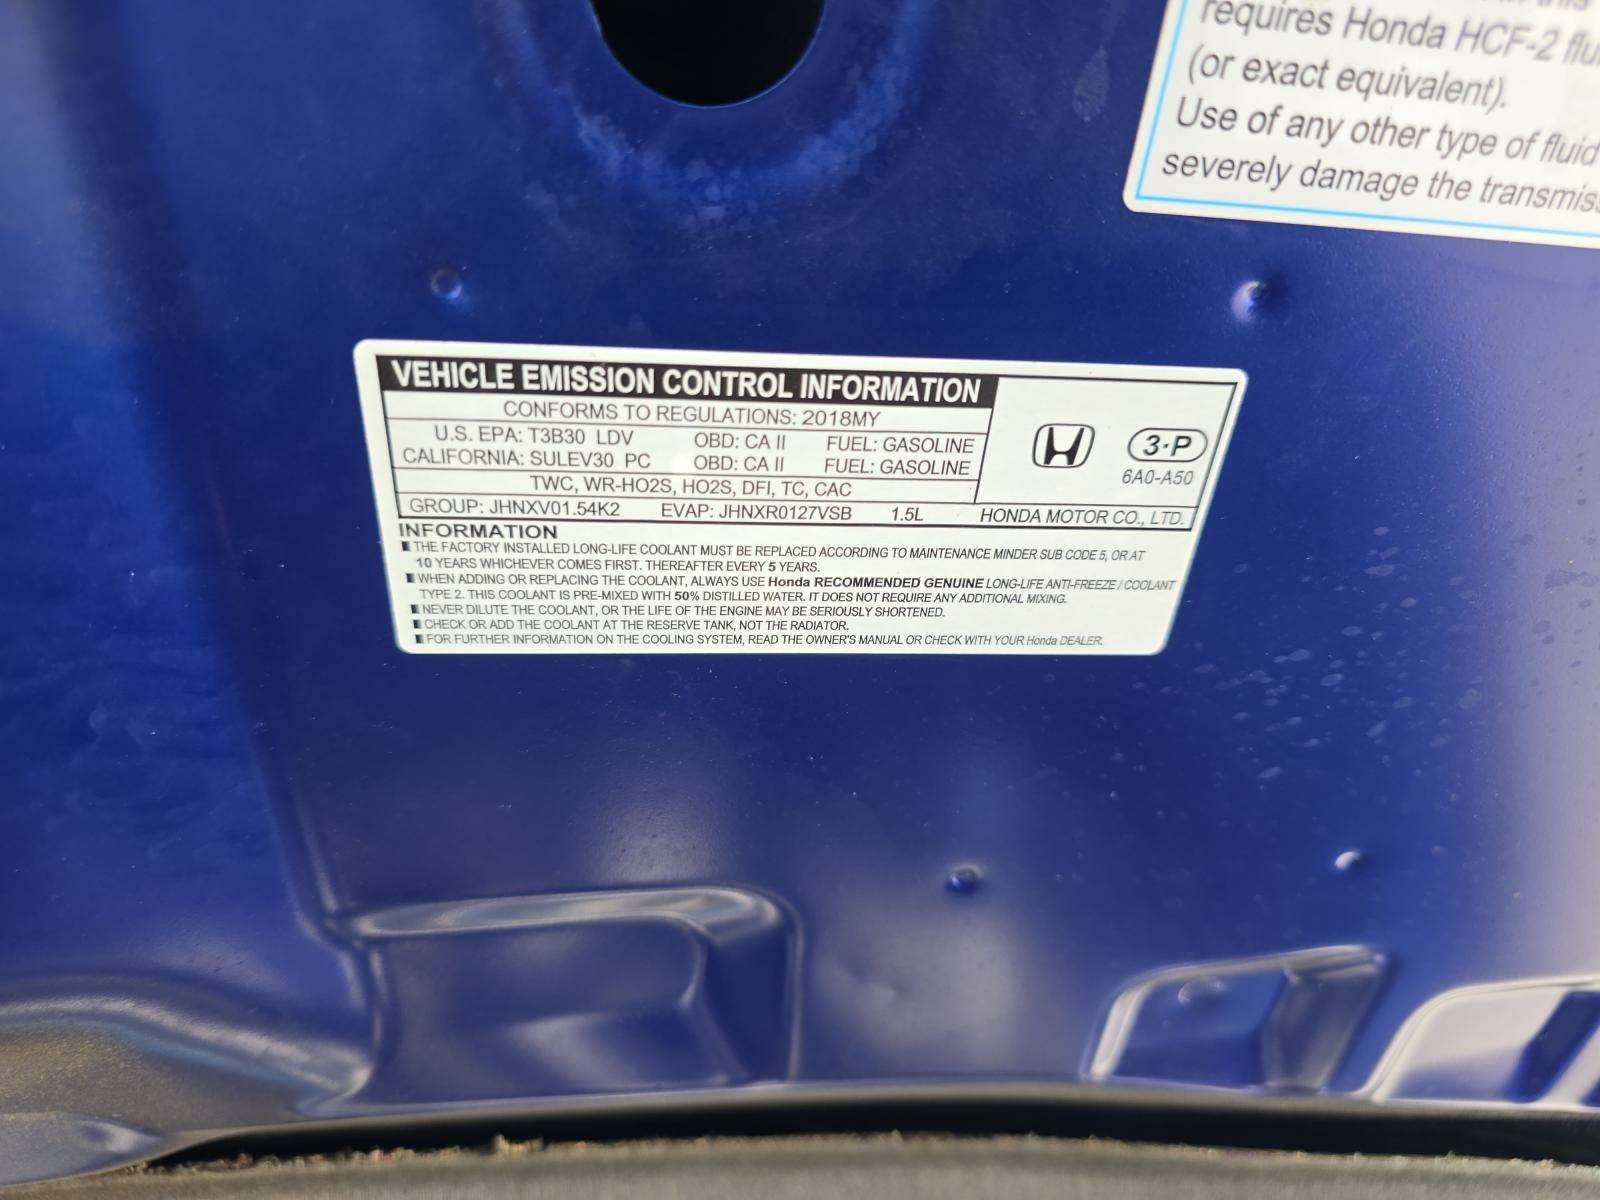 requires Honda HCF-2
(or exact equivalent).
Use of any other type of fluid
severely damage the
VEHICLE EMISSION CONTROL INFORMATION
CONFORMS TO REGULATIONS: 2018MY
U.S. EPA: T3B30 LDV OBD: CA II FUEL: GASOLINE
CALIFORNIA: SULEV30 PC OBD: CA II FUEL: GASOLINE
TWC, WR-HO2S, HO2S, DFI, TC, CAC
3·P
6A0-A50
GROUP: JHNXV01.54K2 EVAP: JHNXR0127VSB 1.5L HONDA MOTOR CO., LTD.
INFORMATION
THE FACTORY INSTALLED LONG-LIFE COOLANT MUST BE REPLACED ACCORDING TO MAINTENANCE MINDER SUB CODE 5, OR AT
10 YEARS WHICHEVER COMES FIRST. THEREAFTER EVERY 5 YEARS.
WHEN ADDING OR REPLACING THE COOLANT, ALWAYS USE Honda RECOMMENDED GENUINE LONG-LIFE ANTI-FREEZE / COOLANT
TYPE 2. THIS COOLANT IS PRE-MIXED WITH 50% DISTILLED WATER. IT DOES NOT REQUIRE ANY ADDITIONAL MIXING.
NEVER DILUTE THE COOLANT, OR THE LIFE OF THE ENGINE MAY BE SERIOUSLY SHORTENED.
CHECK OR ADD THE COOLANT AT THE RESERVE TANK, NOT THE RADIATOR.
FOR FURTHER INFORMATION ON THE COOLING SYSTEM, READ THE OWNER'S MANUAL OR CHECK WITH YOUR Honda DEALER.